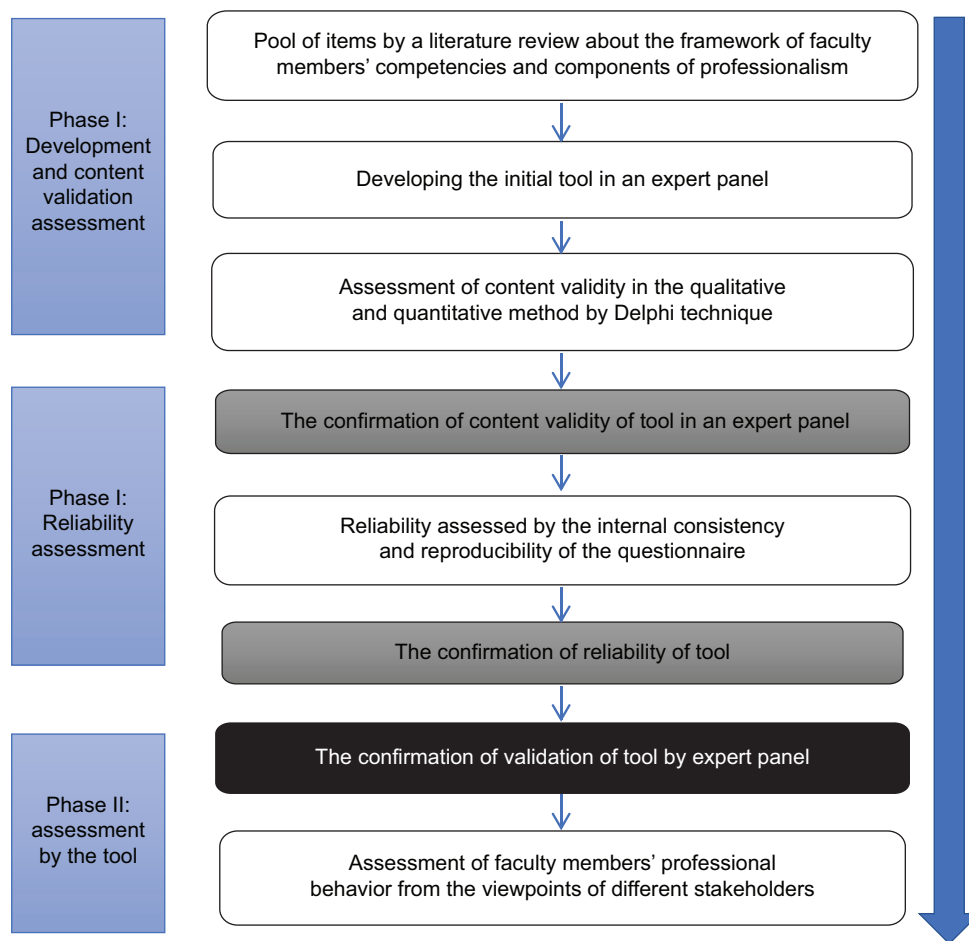 Phase I:
Development
and content
validation
assessment
Pool of items by a literature review about the framework of faculty
members’ competencies and components of professionalism
Developing the initial tool in an expert panel
Assessment of content validity in the qualitative
and quantitative method by Delphi technique
Phase I:
Reliability
assessment
The confirmation of content validity of tool in an expert panel
Reliability assessed by the internal consistency
and reproducibility of the questionnaire
The confirmation of reliability of tool
Phase II:
assessment
by the tool
The confirmation of validation of tool by expert panel
Assessment of faculty members’ professional
behavior from the viewpoints of different stakeholders